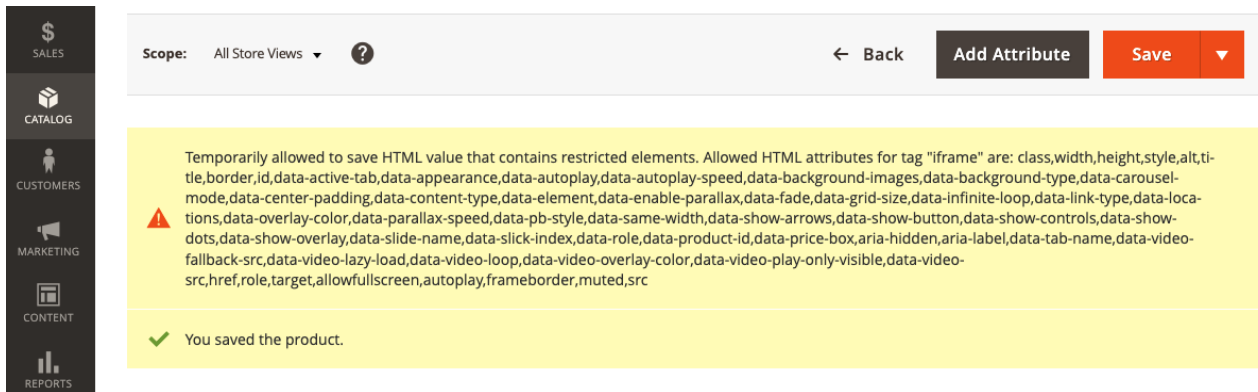 SALES
CATALOG
CUSTOMERS
MARKETING
CONTENT
REPORTS
Scope: All Store Views
← Back
Add Attribute
Save
Temporarily allowed to save HTML value that contains restricted elements. Allowed HTML attributes for tag "iframe" are: class,width,height,style,alt,ti-
tle,border,id,data-active-tab,data-appearance,data-autoplay,data-autoplay-speed,data-background-images,data-background-type,data-carousel-
mode,data-center-padding,data-content-type,data-element,data-enable-parallax,data-fade,data-grid-size,data-infinite-loop,data-link-type,data-loca-
tions,data-overlay-color,data-parallax-speed,data-pb-style,data-same-width,data-show-arrows,data-show-button,data-show-controls,data-show-
dots,data-show-overlay,data-slide-name,data-slick-index,data-role,data-product-id,data-price-box,aria-hidden,aria-label,data-tab-name,data-video-
fallback-src,data-video-lazy-load,data-video-loop,data-video-overlay-color,data-video-play-only-visible,data-video-
src,href,role,target,allowfullscreen,autoplay,frameborder,muted,src
You saved the product.